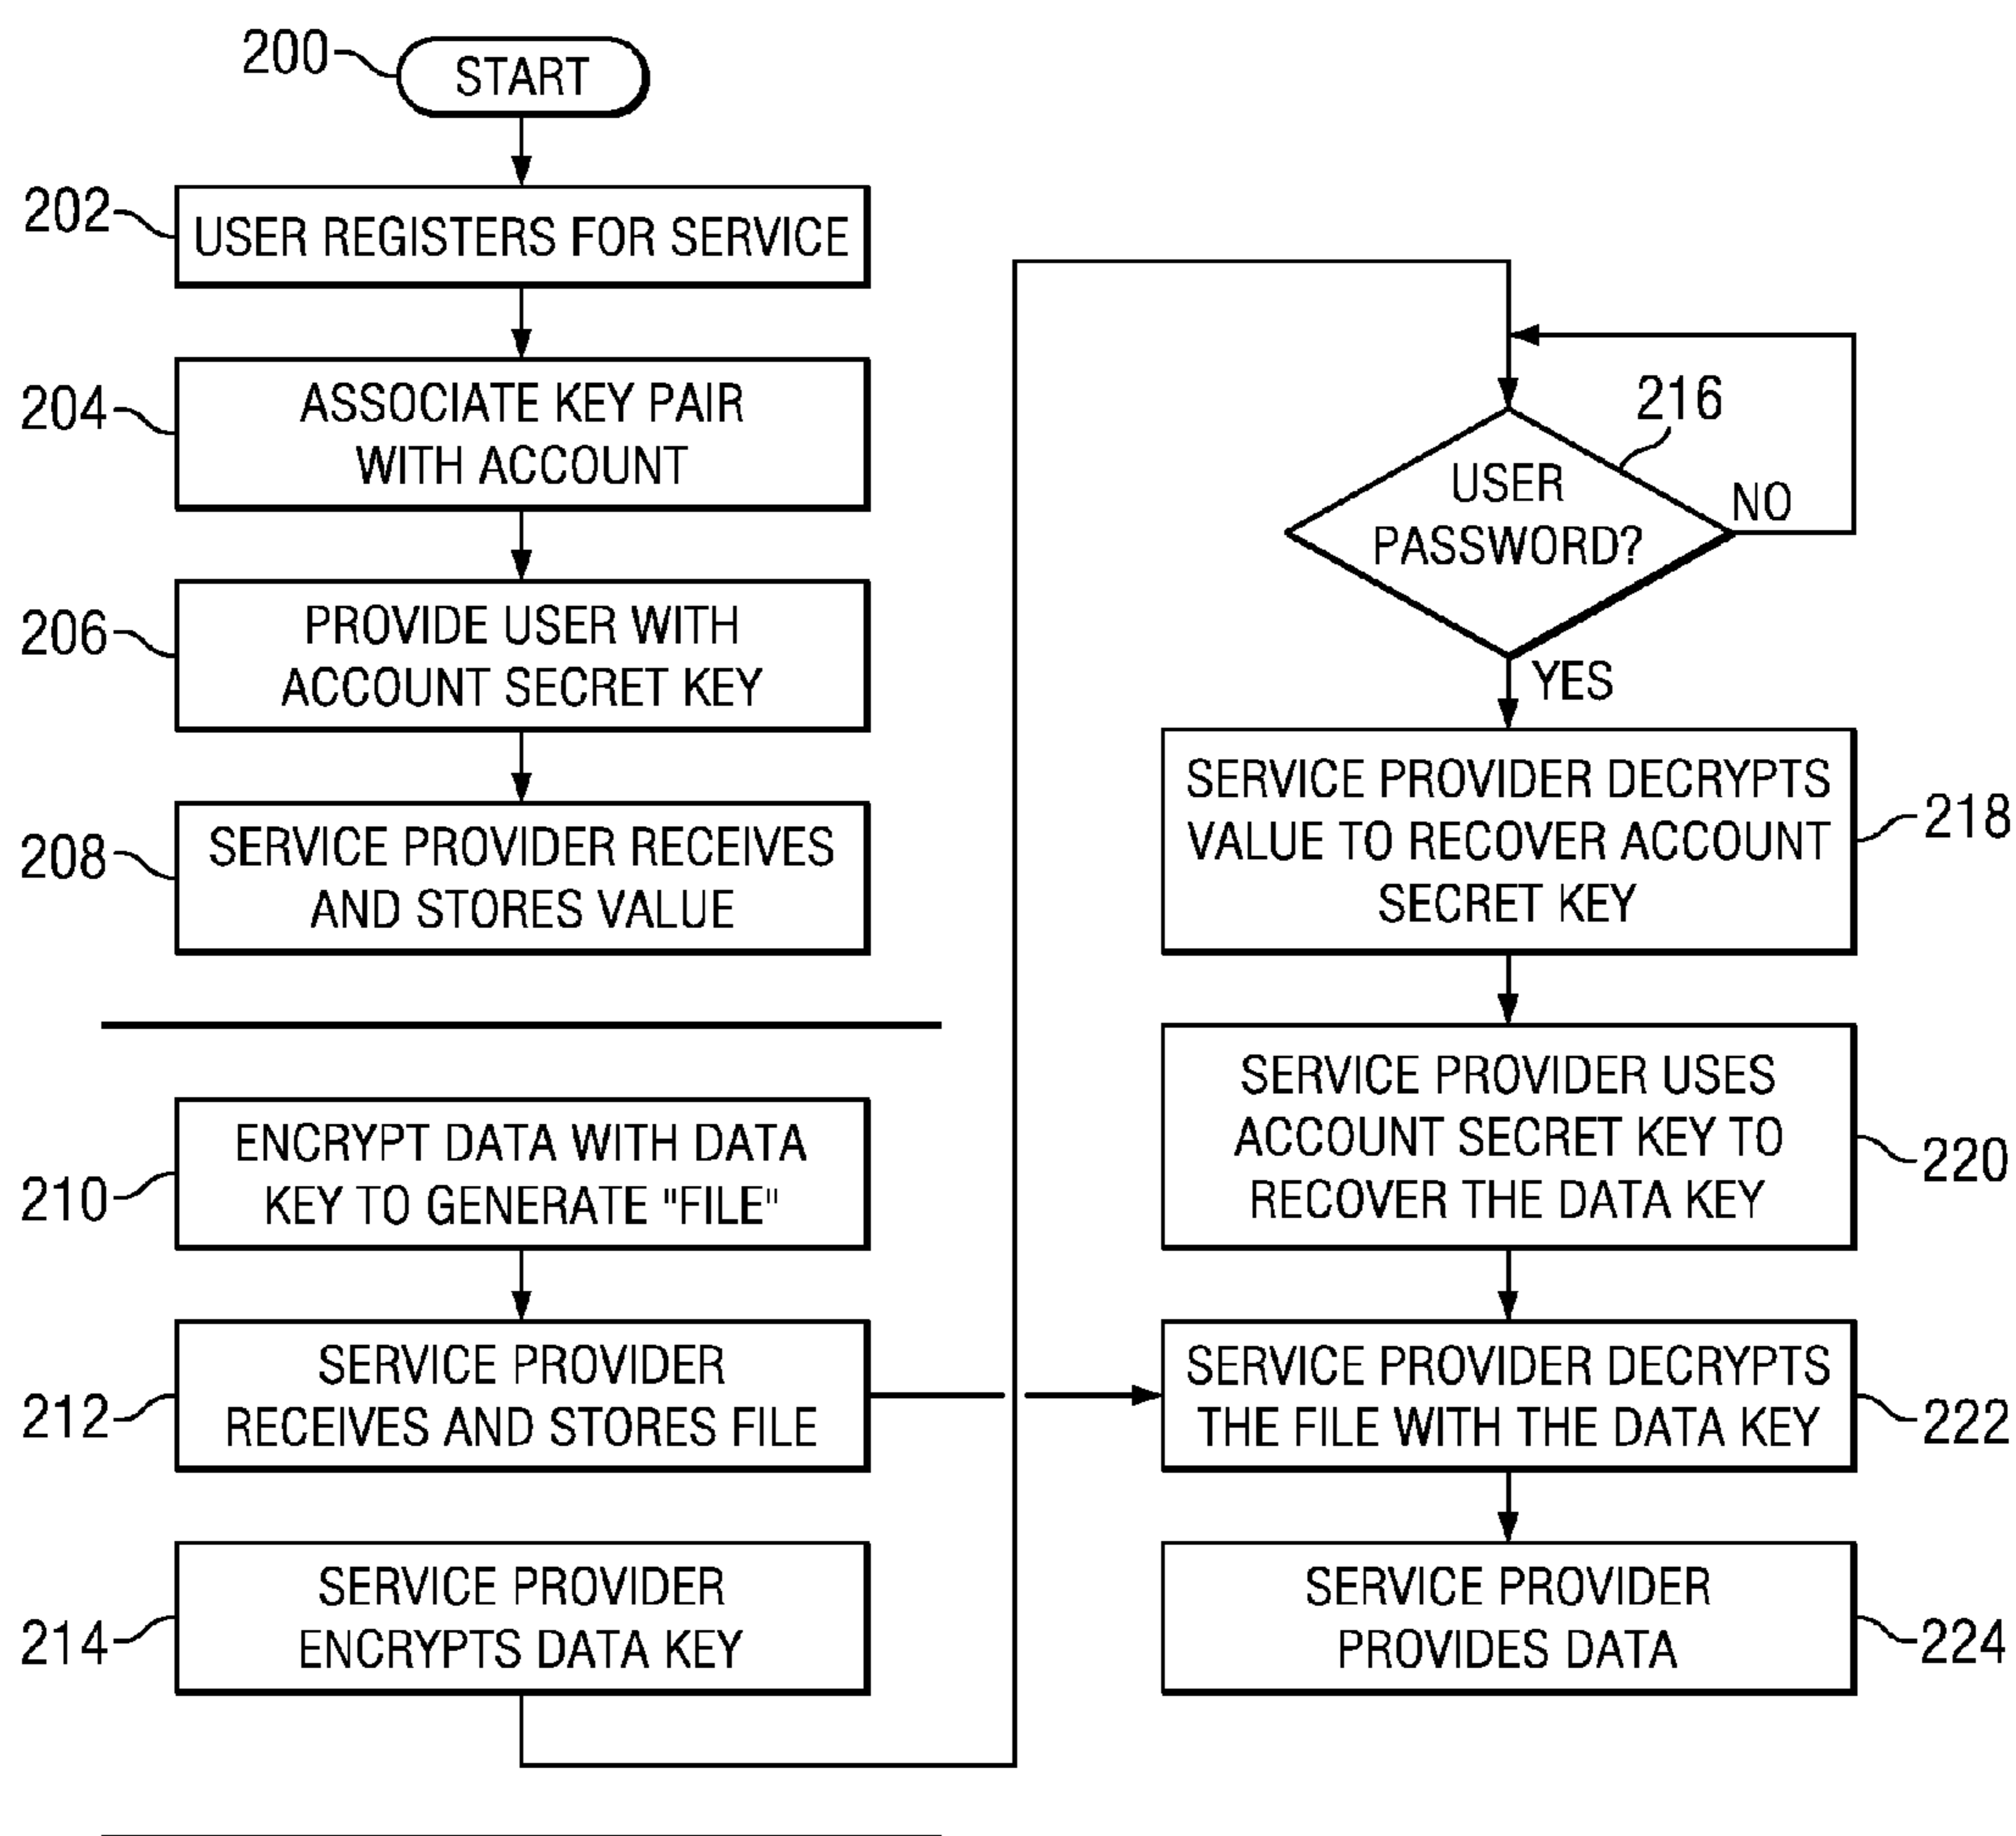 200
START
202
USER REGISTERS FOR SERVICE
204
ASSOCIATE KEY PAIR
WITH ACCOUNT
206
PROVIDE USER WITH
ACCOUNT SECRET KEY
208
SERVICE PROVIDER RECEIVES
AND STORES VALUE
210
ENCRYPT DATA WITH DATA
KEY TO GENERATE "FILE"
212
SERVICE PROVIDER
RECEIVES AND STORES FILE
214
SERVICE PROVIDER
ENCRYPTS DATA KEY
216
USER
PASSWORD?
NO
YES
SERVICE PROVIDER DECRYPTS
VALUE TO RECOVER ACCOUNT
SECRET KEY
218
SERVICE PROVIDER USES
ACCOUNT SECRET KEY TO
RECOVER THE DATA KEY
220
SERVICE PROVIDER DECRYPTS
THE FILE WITH THE DATA KEY
222
SERVICE PROVIDER
PROVIDES DATA
224